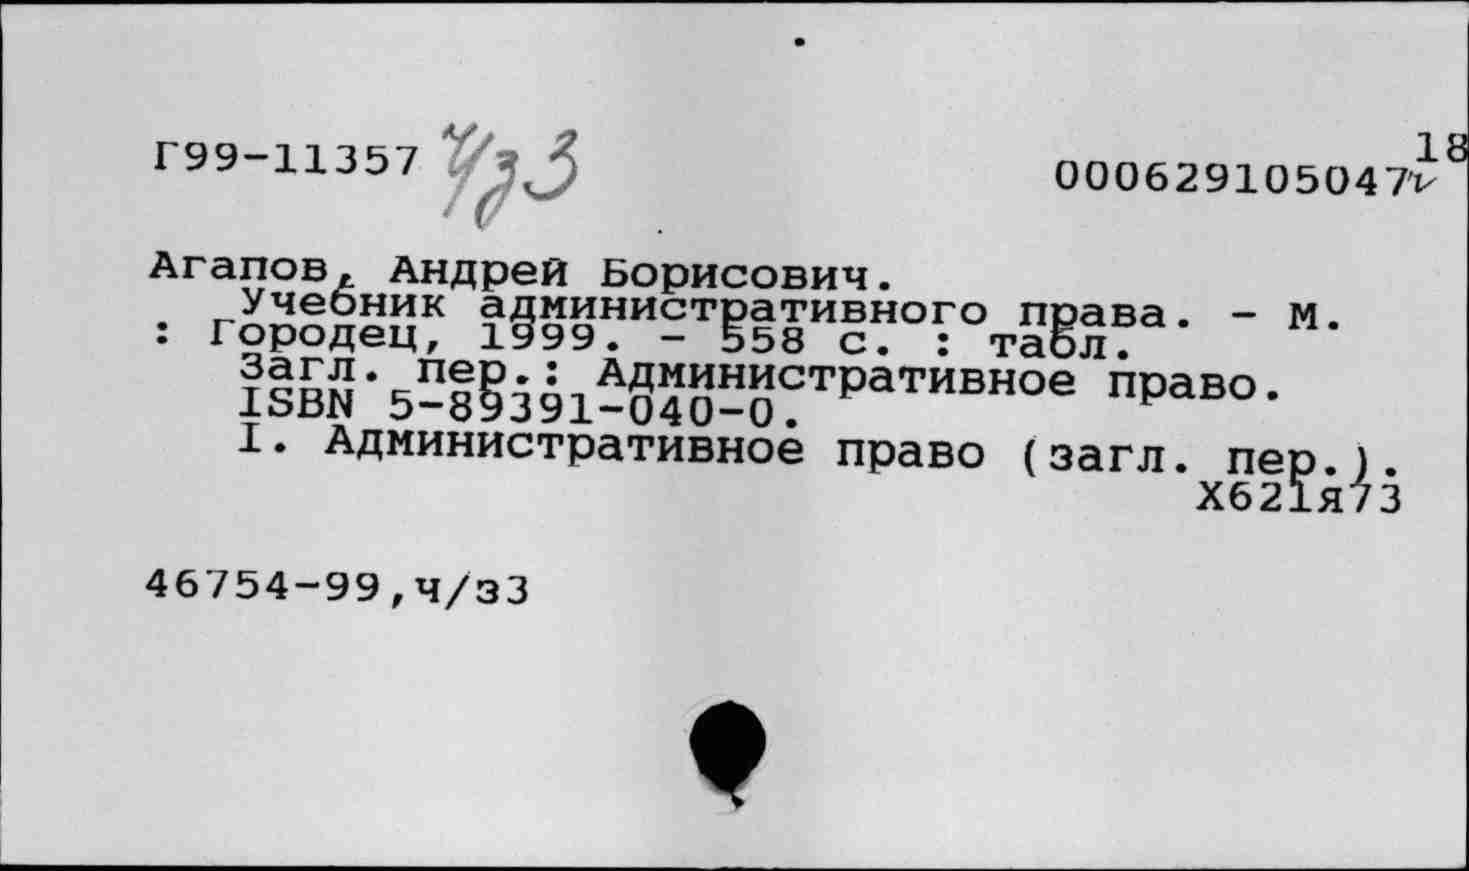 Г99-11357 Ч/з3
18
000629105047
Агапов, Андрей Борисович.
Учебник административного права. - М.
: Городец, 1999. - 558 с. : табл.
Загл. пер.: Административное право.
ISBN 5-89391-040-0.
I. Административное право (загл. пер.).
Х621я73
46754-99,ч/з3